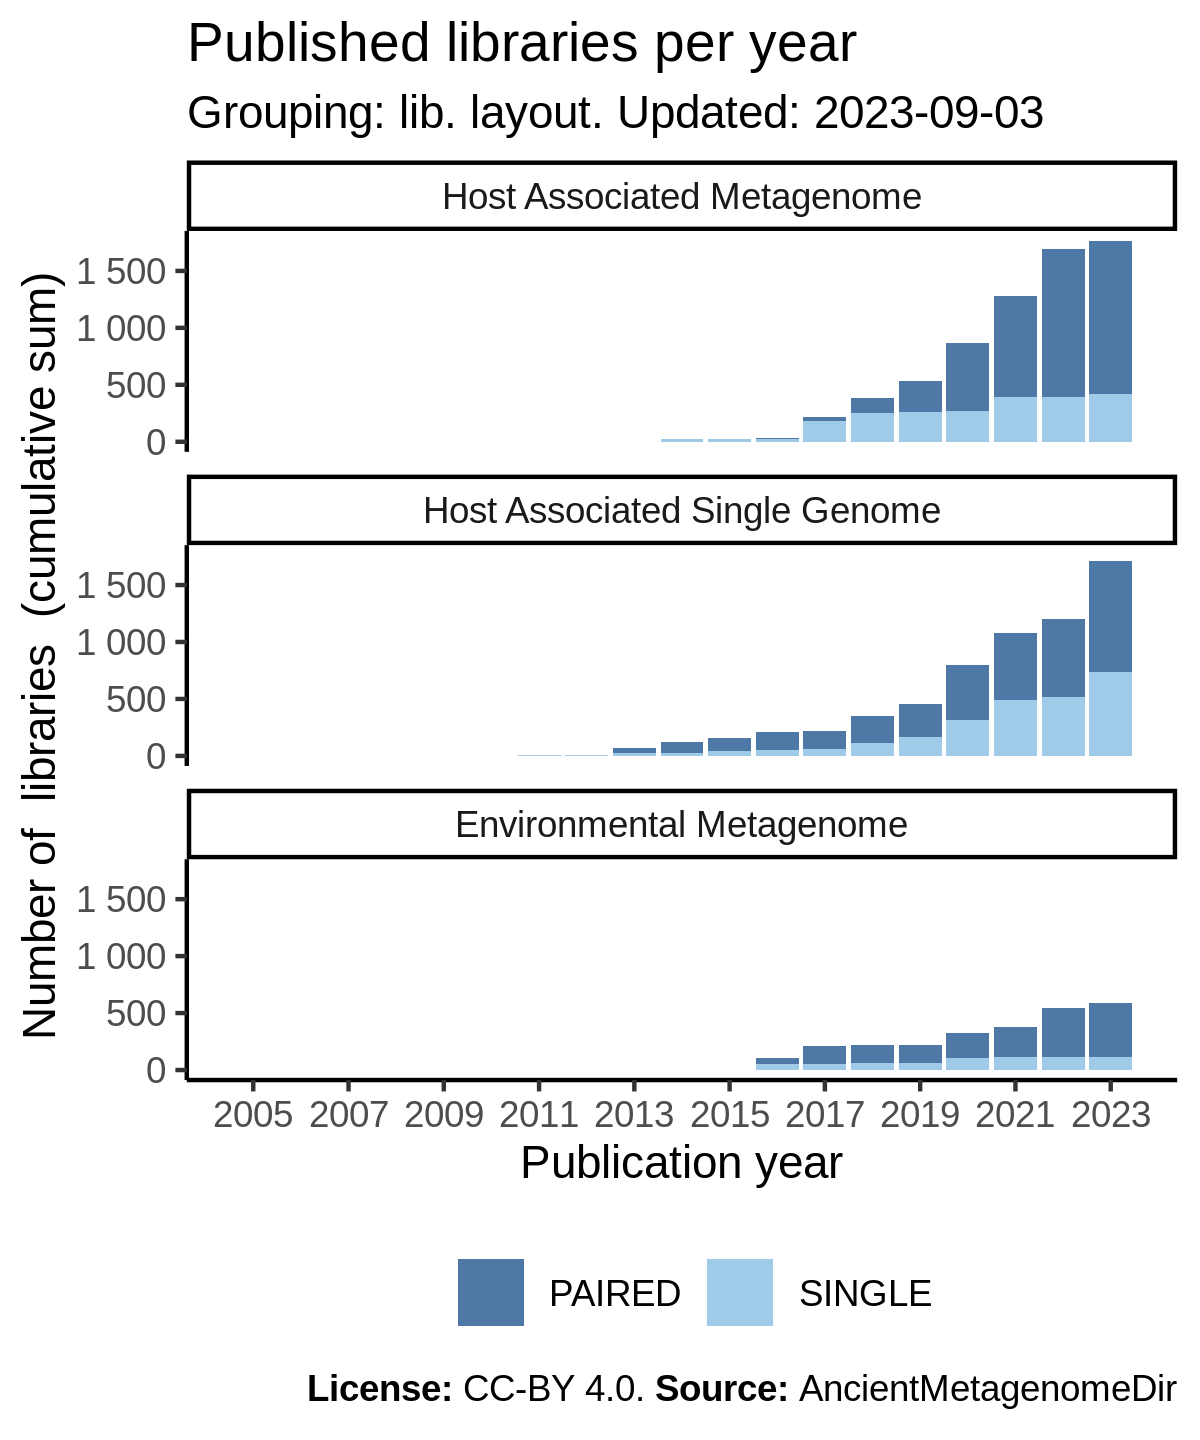 Published libraries per year
Grouping: lib. layout. Updated: 2023-09-03
Host Associated Metagenome
1 500
1 000
500
0
Host Associated Single Genome
1 500
1 000
500
0
Environmental Metagenome
1 500
1 000
500
0
Number of libraries (cumulative sum)
2005 2007 2009 2011 2013 2015 2017 2019 2021 2023
Publication year
PAIRED SINGLE
License: CC-BY 4.0. Source: AncientMetagenomeDir